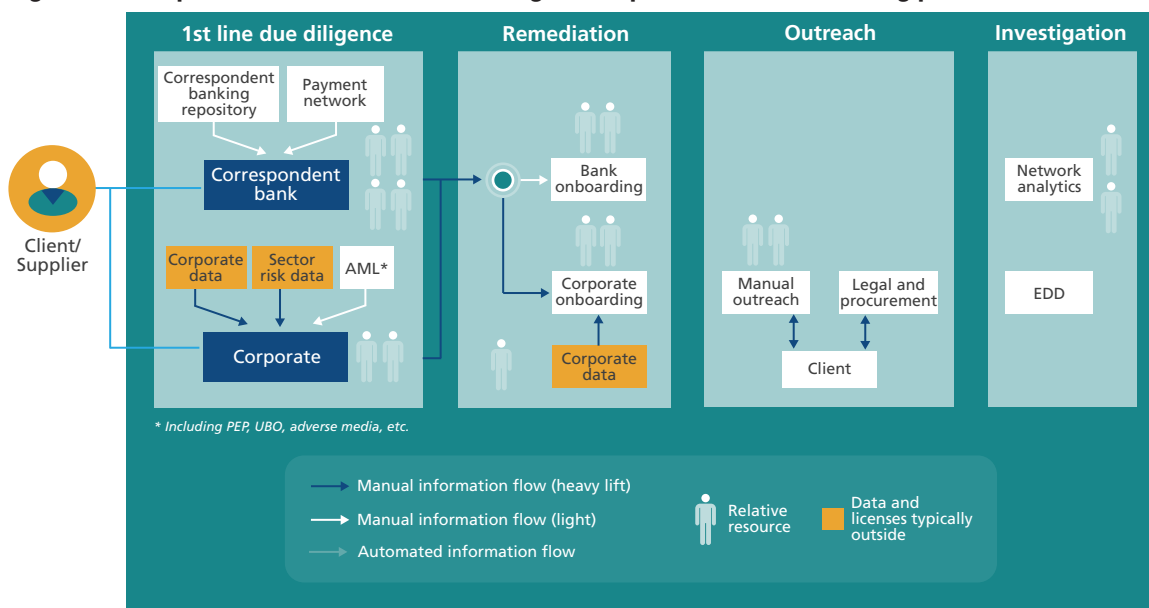 1st line due diligence
Remediation
Outreach
Investigation
Correspondent
banking
repository
Payment
network
Correspondent
bank
Client/
Supplier
Corporate
data
Sector
risk data
AML*
Corporate
Bank
onboarding
Corporate
onboarding
Corporate
data
Manual
outreach
Legal and
procurement
Client
Network
analytics
EDD
* Including PEP, UBO, adverse media, etc.
Manual information flow (heavy lift)
Manual information flow (light)
Automated information flow
Relative
resource
Data and
licenses typically
outside